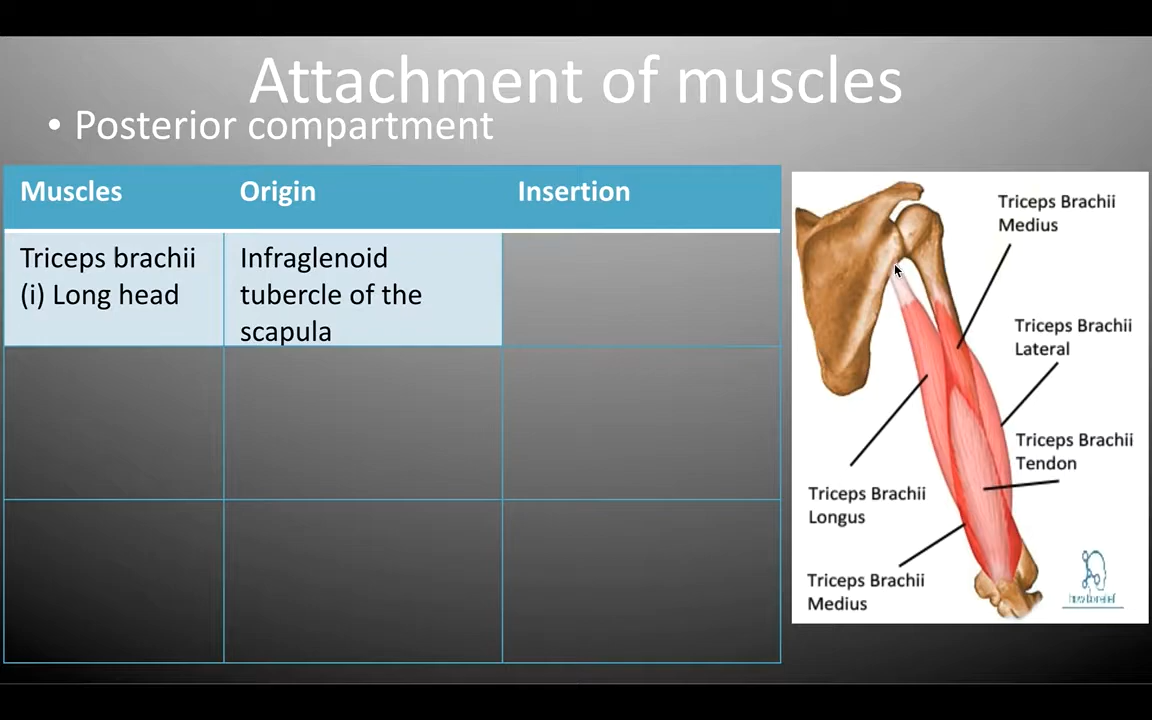 Attachment of muscles
• Posterior compartment
Muscles
Origin
Insertion
Triceps brachii
(i) Long head
Infraglenoid
tubercle of the
scapula
Triceps Brachii
Medius
Triceps Brachii
Lateral
Triceps Brachii
Tendon
Triceps Brachii
Longus
Triceps Brachii
Medius